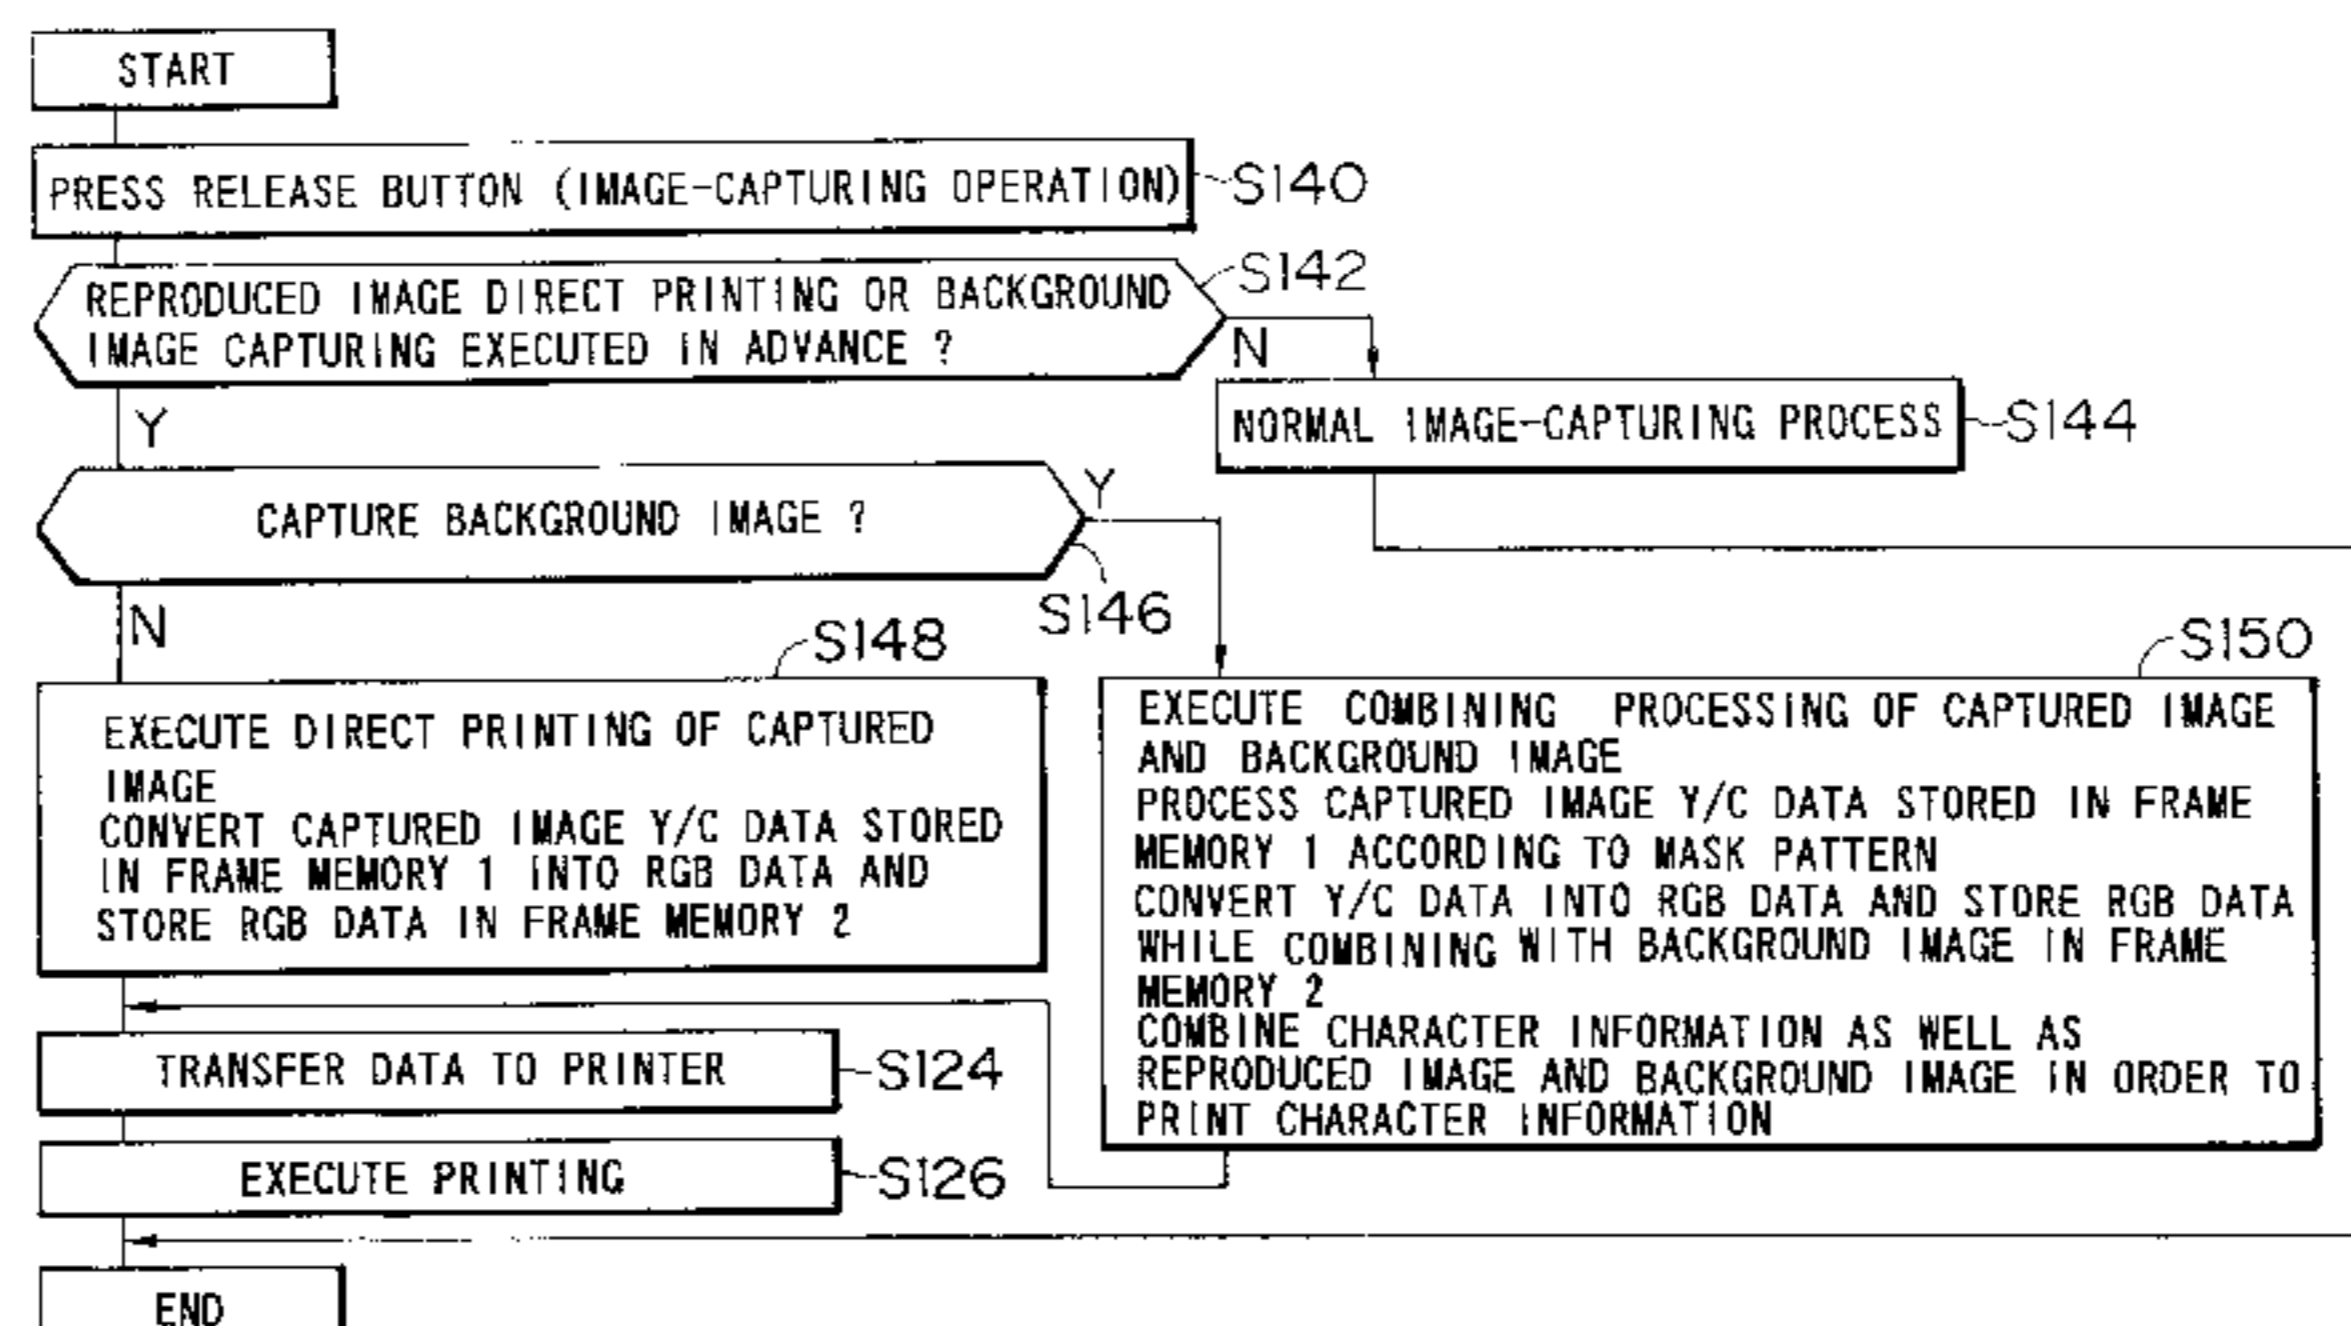 START
PRESS RELEASE BUTTON (IMAGE-CAPTURING OPERATION)
S140
REPRODUCED IMAGE DIRECT PRINTING OR BACKGROUND
IMAGE CAPTURING EXECUTED IN ADVANCE ?
S142
N
Y
NORMAL IMAGE-CAPTURING PROCESS
S144
CAPTURE BACKGROUND IMAGE ?
Y
S146
N
S148
EXECUTE DIRECT PRINTING OF CAPTURED
IMAGE
CONVERT CAPTURED IMAGE Y/C DATA STORED
IN FRAME MEMORY 1 INTO RGB DATA AND
STORE RGB DATA IN FRAME MEMORY 2
S150
EXECUTE COMBINING PROCESSING OF CAPTURED IMAGE
AND BACKGROUND IMAGE
PROCESS CAPTURED IMAGE Y/C DATA STORED IN FRAME
MEMORY 1 ACCORDING TO MASK PATTERN
CONVERT Y/C DATA INTO RGB DATA AND STORE RGB DATA
WHILE COMBINING WITH BACKGROUND IMAGE IN FRAME
MEMORY 2
COMBINE CHARACTER INFORMATION AS WELL AS
REPRODUCED IMAGE AND BACKGROUND IMAGE IN ORDER TO
PRINT CHARACTER INFORMATION
TRANSFER DATA TO PRINTER
S124
EXECUTE PRINTING
S126
END